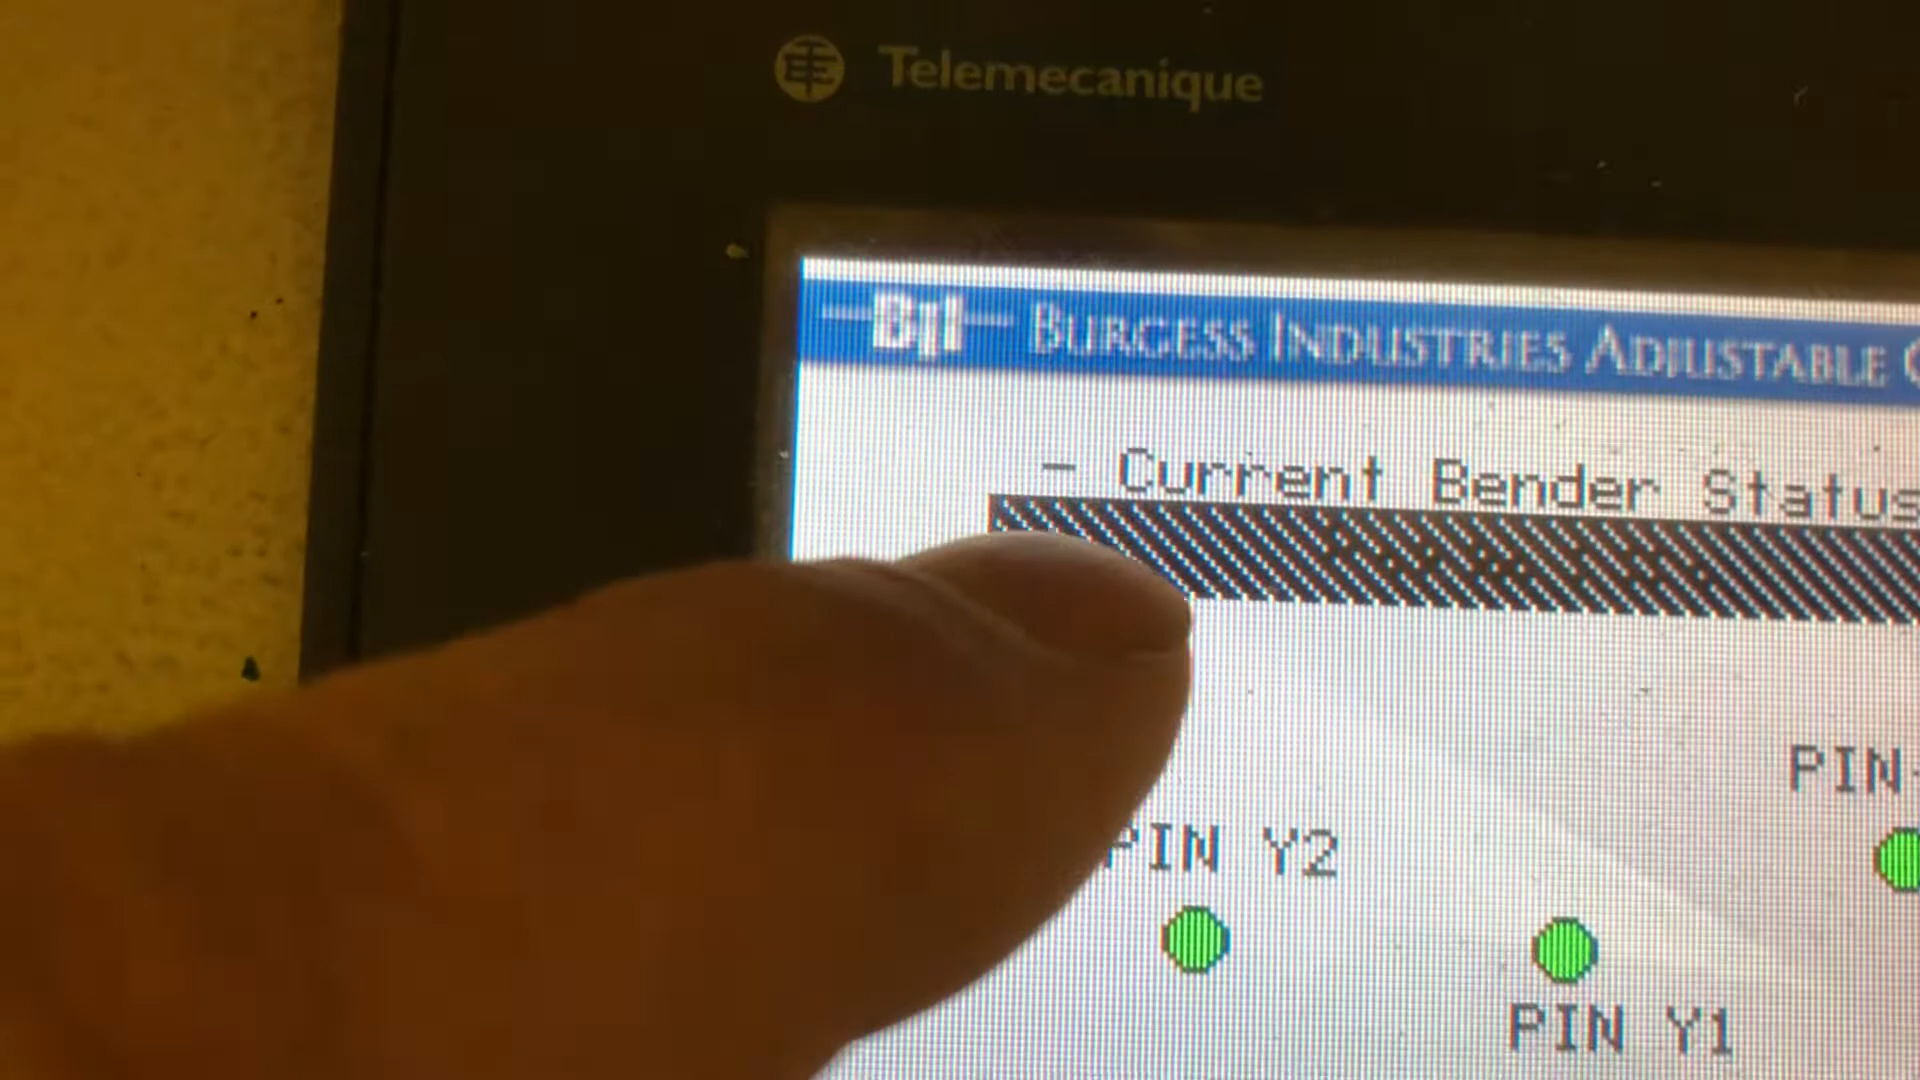 Telemecanique
BII BURGESS INDUSTRIES ADJUSTABLE
- Current Bender Status
PIN-
PIN Y2
PIN Y1